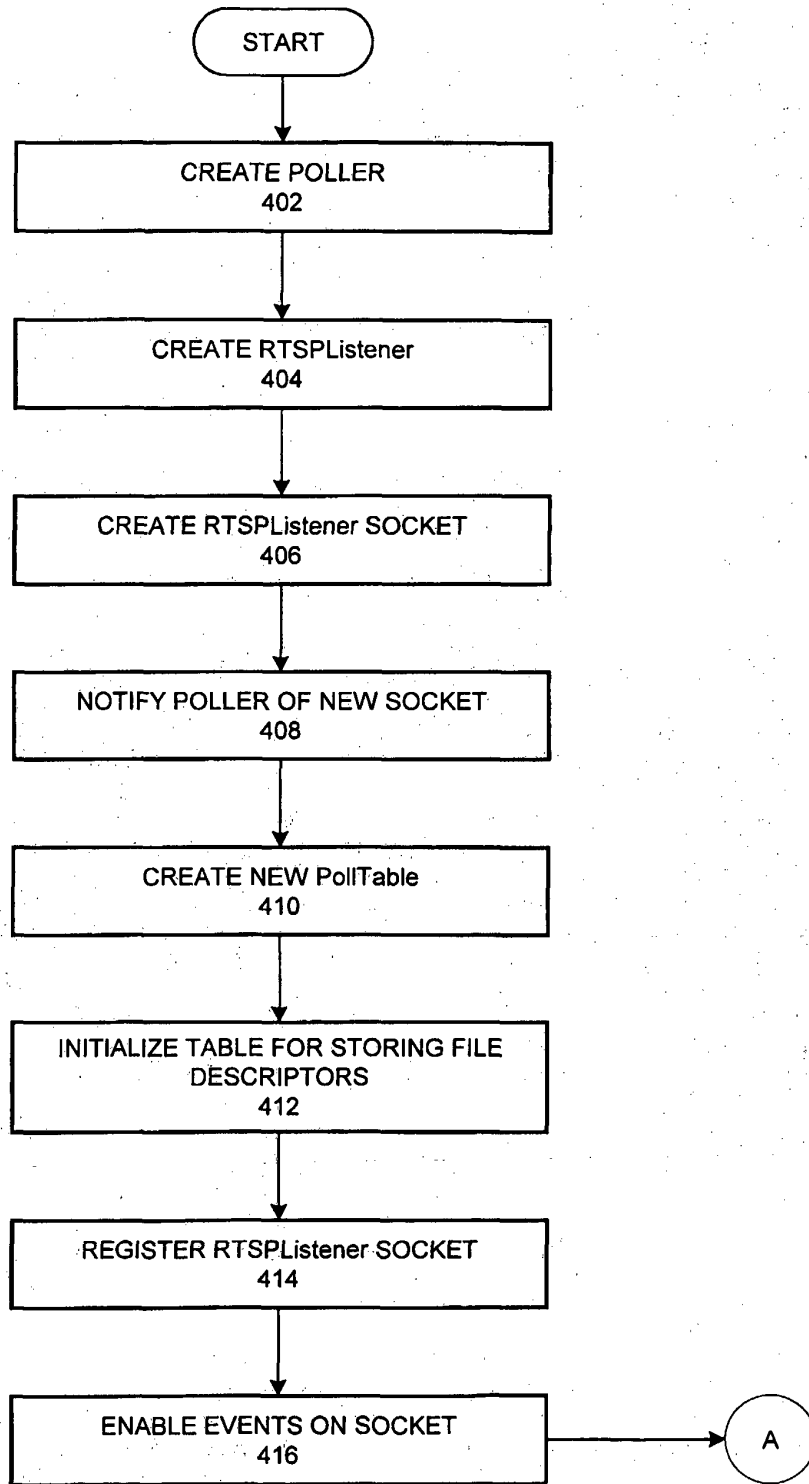 START
CREATE POLLER
402
CREATE RTSPListener
404
CREATE RTSPListener SOCKET
406
NOTIFY POLLER OF NEW SOCKET
408
CREATE NEW PollTable
410
INITIALIZE TABLE FOR STORING FILE
DESCRIPTORS
412
REGISTER RTSPListener SOCKET
414
ENABLE EVENTS ON SOCKET
416
A